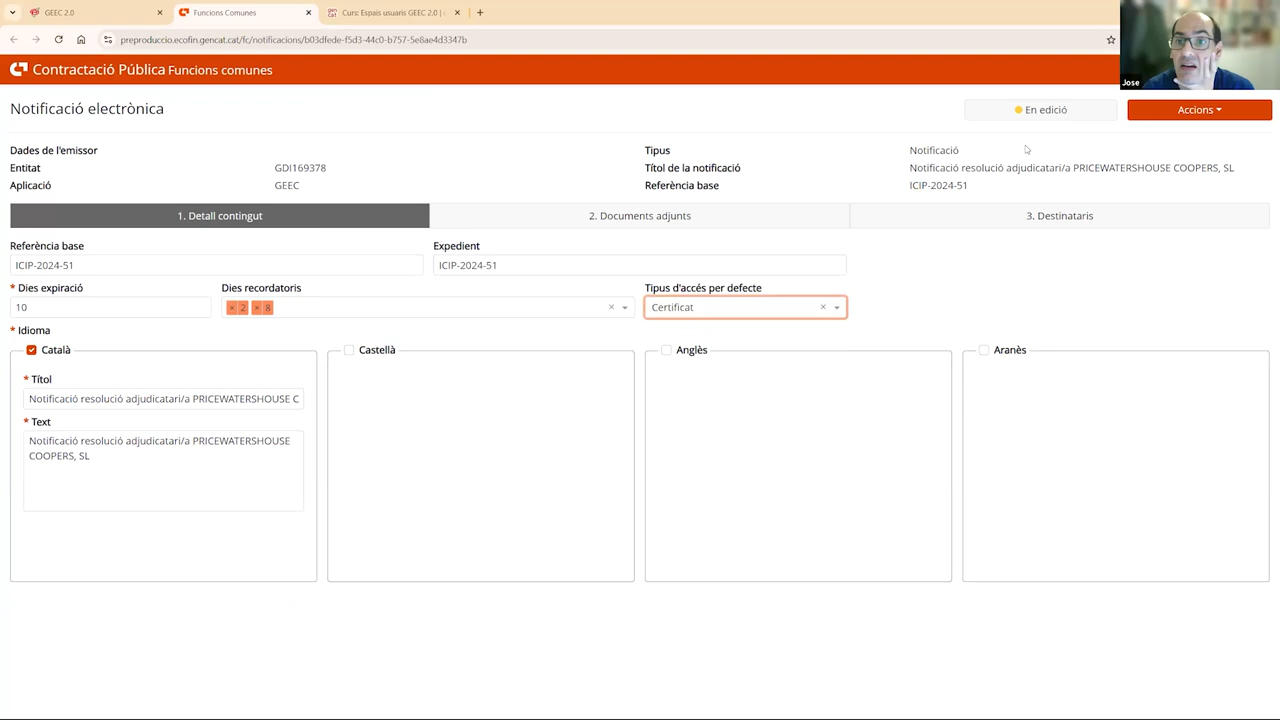 GEEC 2.0
Funcions Comunes
Curs: Espais usuaris GEEC 2.0 |
preproduccio.ecofin.gencat.cat/fc/notificacions/b03dfede-f5d3-44c0-b757-5e8ae4d3347b
Contractació Pública Funcions comunes
Jose
Notificació electrònica
En edició
Accions
Dades de l'emissor
Tipus
Notificació
Entitat
GDI169378
Títol de la notificació
Notificació resolució adjudicatari/a PRICEWATERSHOUSE COOPERS, SL
Aplicació
GEEC
Referència base
ICIP-2024-51
1. Detall contingut
2. Documents adjunts
3. Destinataris
Referència base
Expedient
ICIP-2024-51
ICIP-2024-51
* Dies expiració
Dies recordatoris
Tipus d'accés per defecte
10
× 2 × 8
Certificat
* Idioma
Català
Castellà
Anglès
Aranès
* Títol
Notificació resolució adjudicatari/a PRICEWATERSHOUSE C
* Text
Notificació resolució adjudicatari/a PRICEWATERSHOUSE
COOPERS, SL